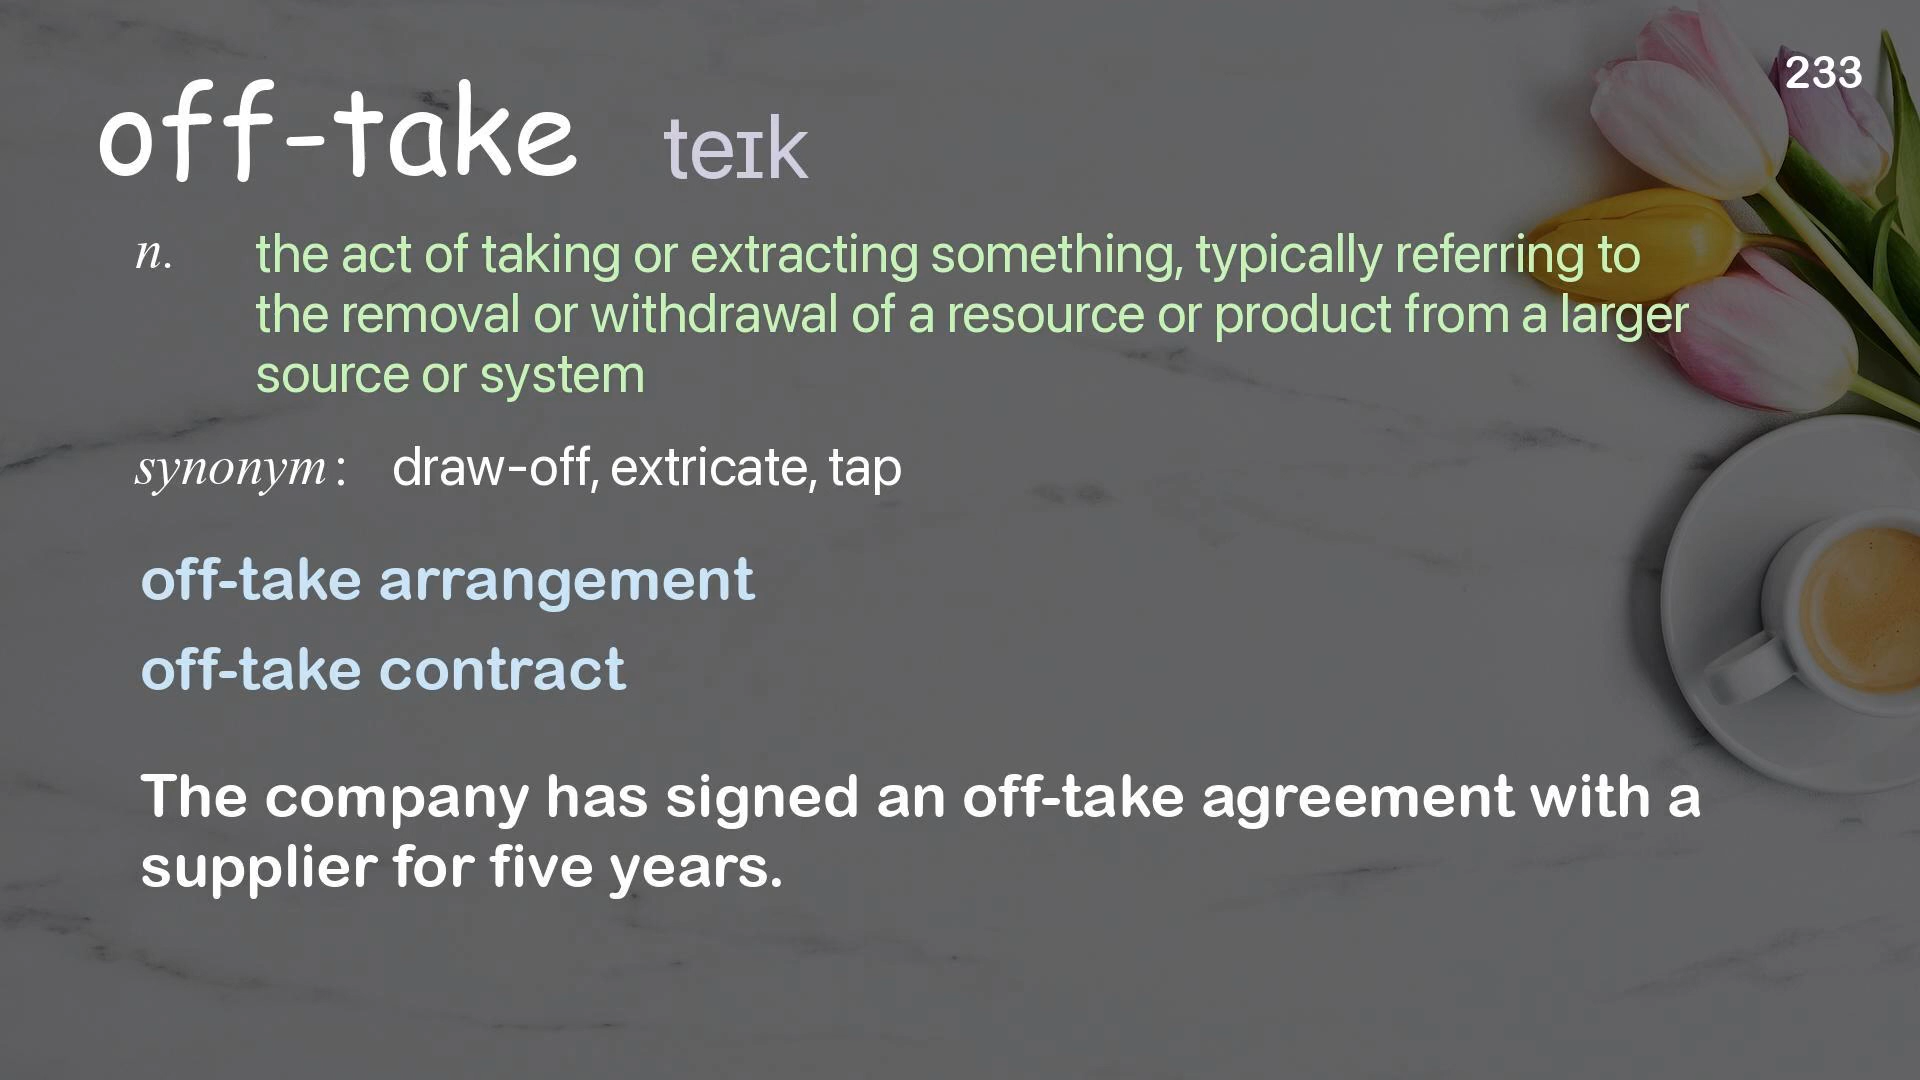 233
off-take teɪk
n. the act of taking or extracting something, typically referring to
the removal or withdrawal of a resource or product from a larger
source or system
synonym: draw-off, extricate, tap
off-take arrangement
off-take contract
The company has signed an off-take agreement with a
supplier for five years.